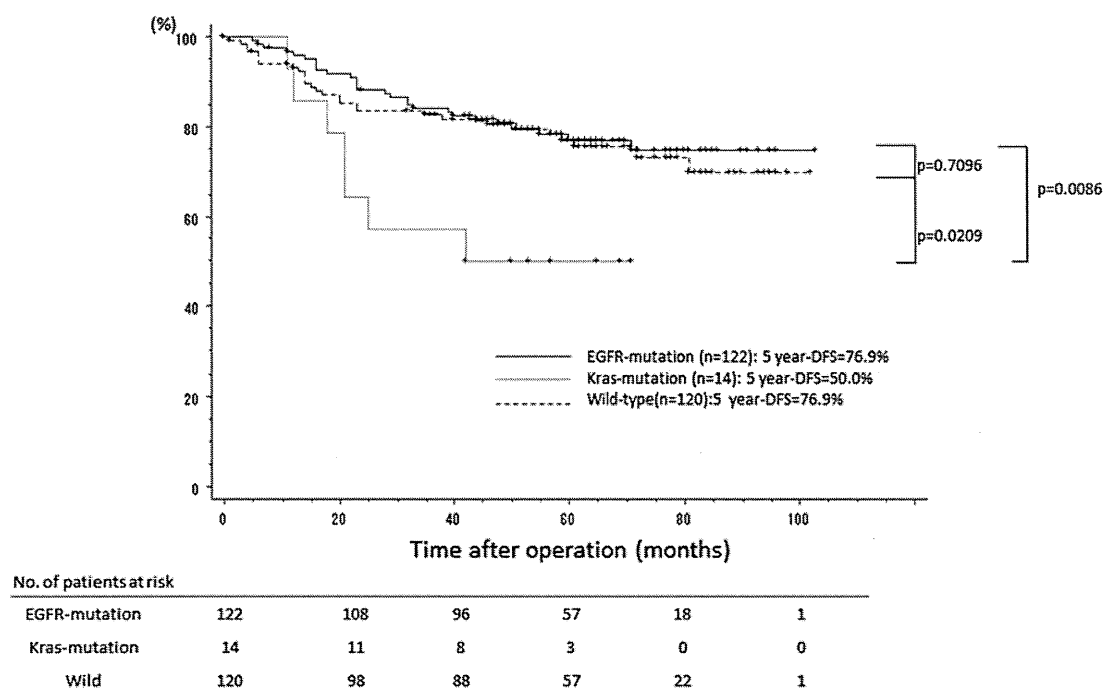 (%)
100
80
60
40
20
0
p=0.7096
p=0.0086
p=0.0209
EGFR-mutation (n=122): 5 year-DFS=76.9%
Kras-mutation (n=14): 5 year-DFS=50.0%
Wild-type(n=120):5 year-DFS=76.9%
0 20 40 60 80 100
Time after operation (months)
No. of patients at risk
EGFR-mutation 122 108 96 57 18 1
Kras-mutation 14 11 8 3 0 0
Wild 120 98 88 57 22 1